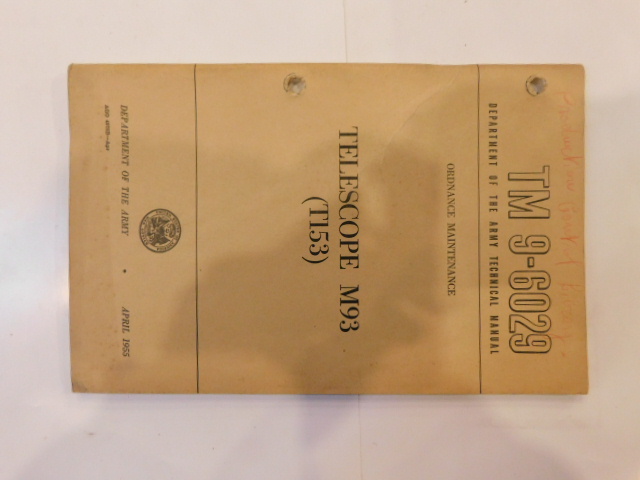 TM 9-6029
DEPARTMENT OF THE ARMY TECHNICAL MANUAL
ORDNANCE MAINTENANCE
TELESCOPE M93
(T153)
DEPARTMENT OF THE ARMY • APRIL 1955